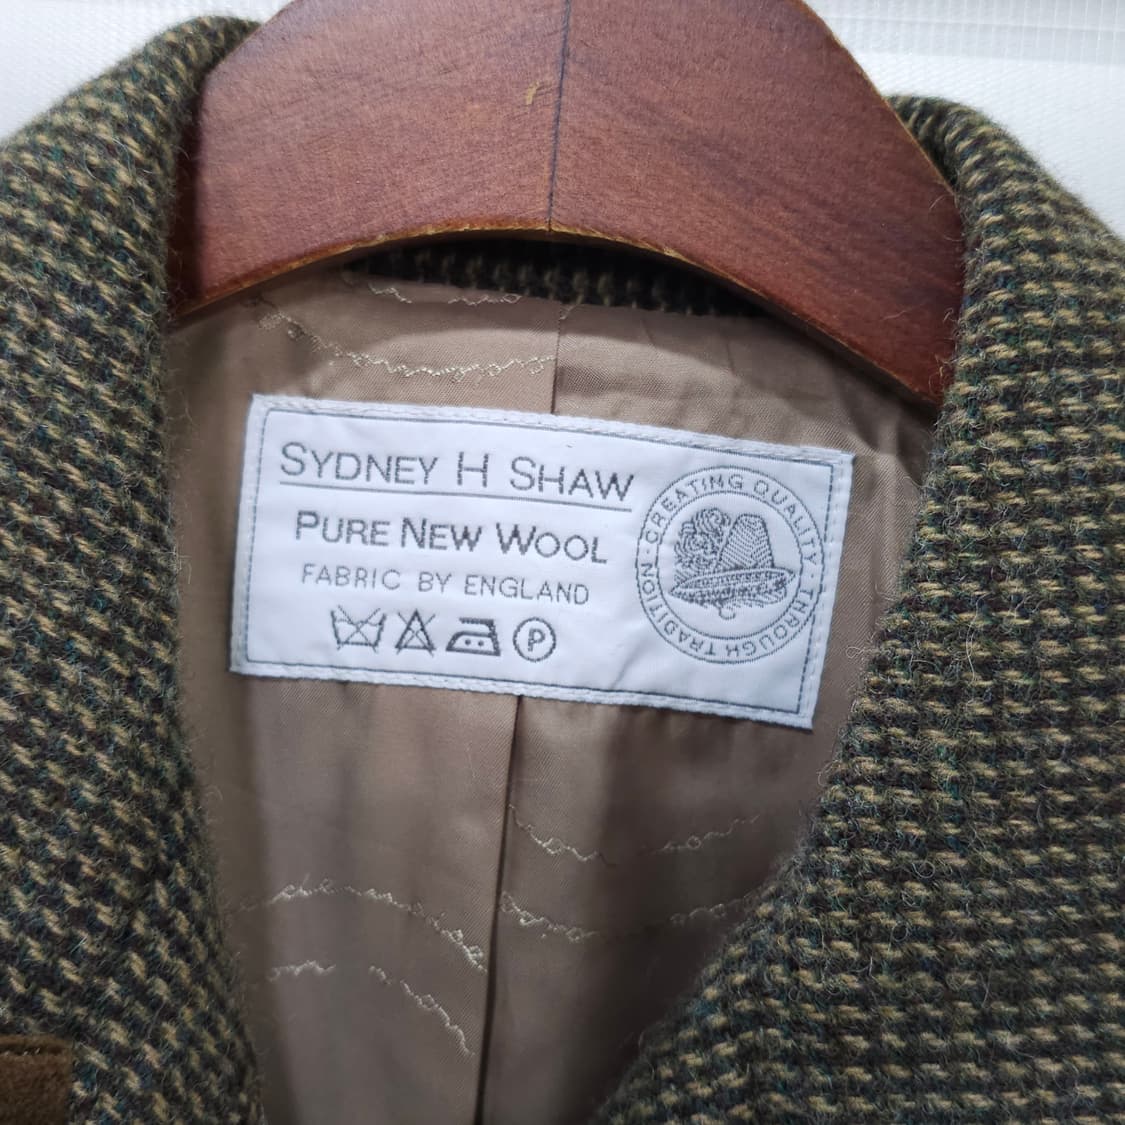 SYDNEY H SHAW
PURE NEW WOOL
FABRIC BY ENGLAND
P
CREATING QUALITY · THROUGH TRADITION ·